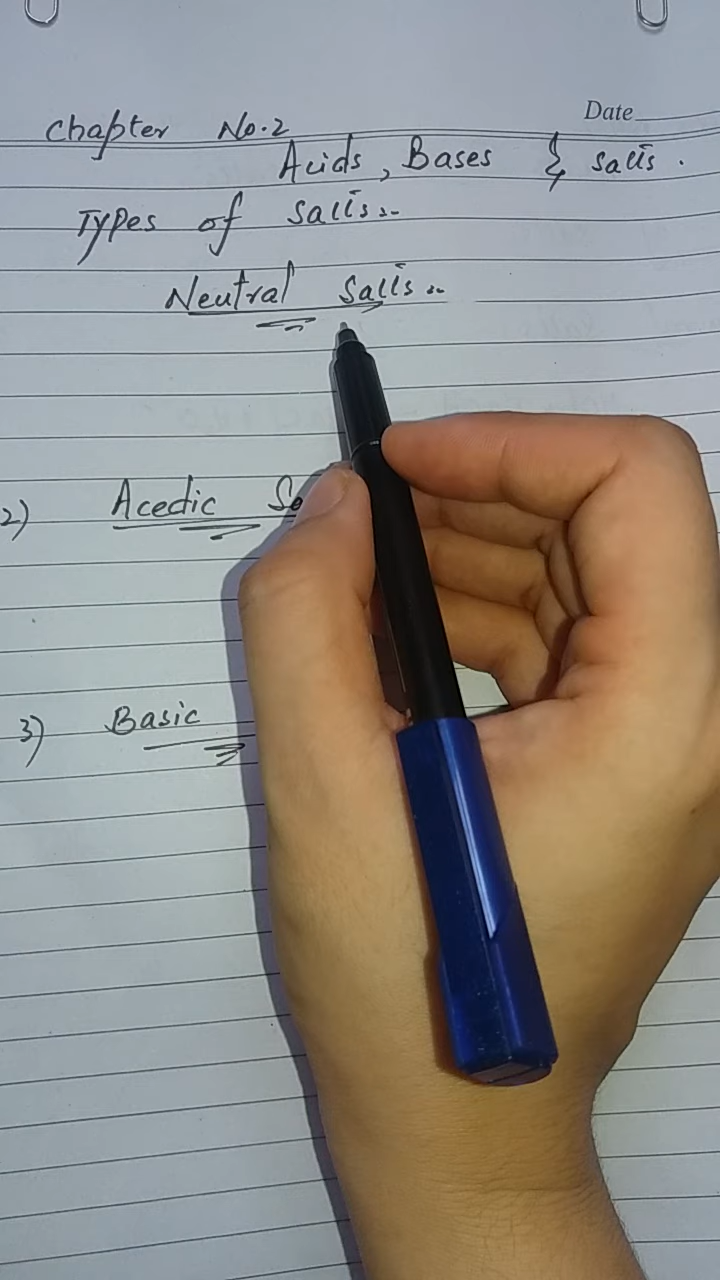 Date
Chapter No.2
Acids, Bases & Salts.
Types of Salts:-
Neutral Salts:-
2) Acedic
3) Basic